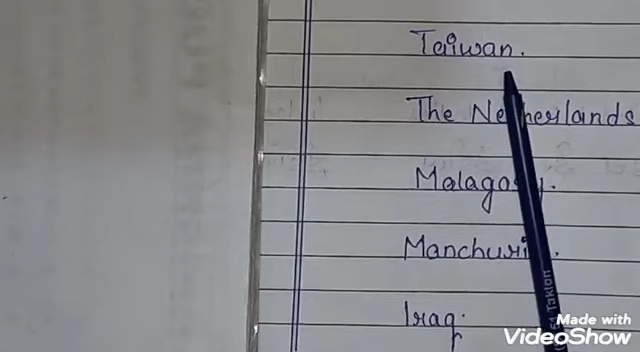 Taiwan.
The Netherlands
Malagasy.
Manchuria.
Iraq.
Made with
VideoShow